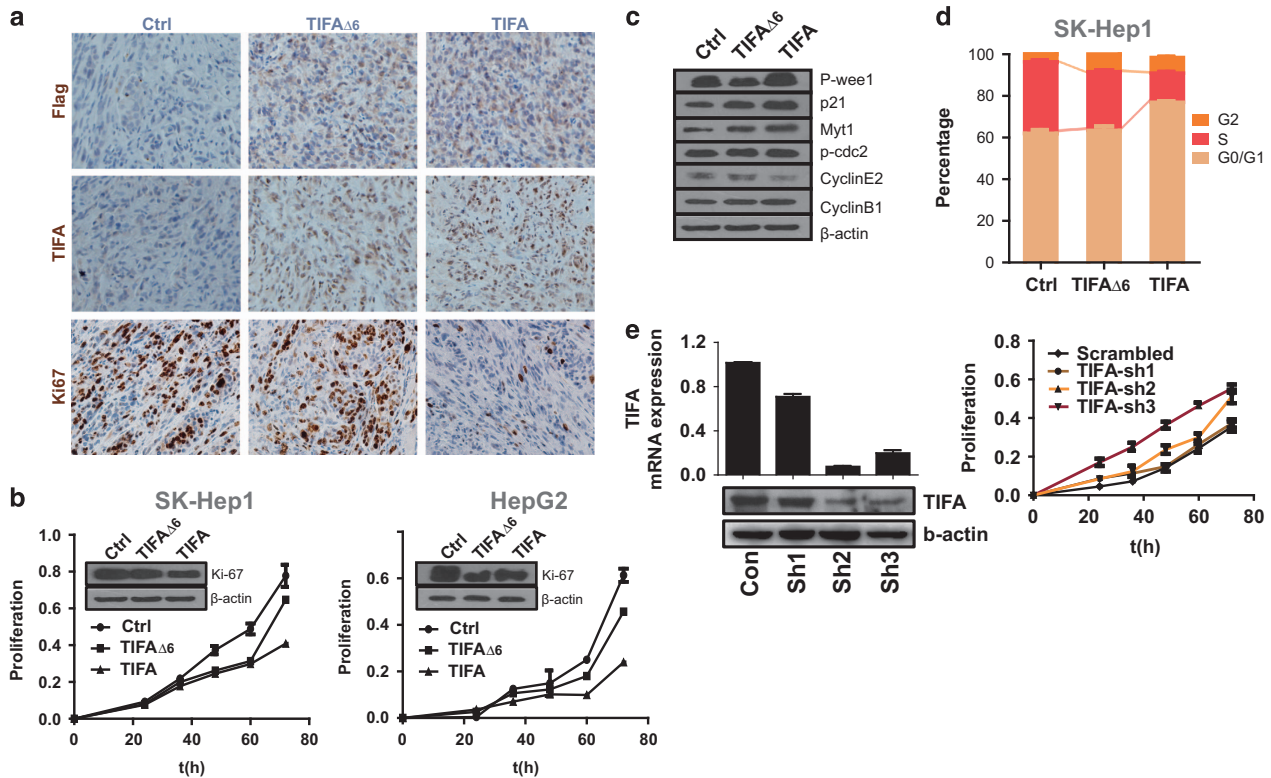 a
Ctrl TIFAΔ6 TIFA
Flag
TIFA
Ki67
b
SK-Hep1
Ctrl TIFAΔ6 TIFA
Ki-67
β-actin
Ctrl
TIFAΔ6
TIFA
Proliferation
1.0
0.8
0.6
0.4
0.2
0.0
0 20 40 60 80
t(h)
HepG2
Ctrl TIFAΔ6 TIFA
Ki-67
β-actin
Ctrl
TIFAΔ6
TIFA
Proliferation
0.6
0.4
0.2
0.0
0 20 40 60 80
t(h)
c
Ctrl TIFAΔ6 TIFA
P-wee1
p21
Myt1
p-cdc2
CyclinE2
CyclinB1
β-actin
d
SK-Hep1
Percentage
100
80
60
40
20
0
Ctrl TIFAΔ6 TIFA
G2
S
G0/G1
e
TIFA
mRNA expression
1.2
0.8
0.4
0.0
TIFA
b-actin
Con Sh1 Sh2 Sh3
Proliferation
0.8
0.6
0.4
0.2
0.0
Scrambled
TIFA-sh1
TIFA-sh2
TIFA-sh3
0 20 40 60 80
t(h)